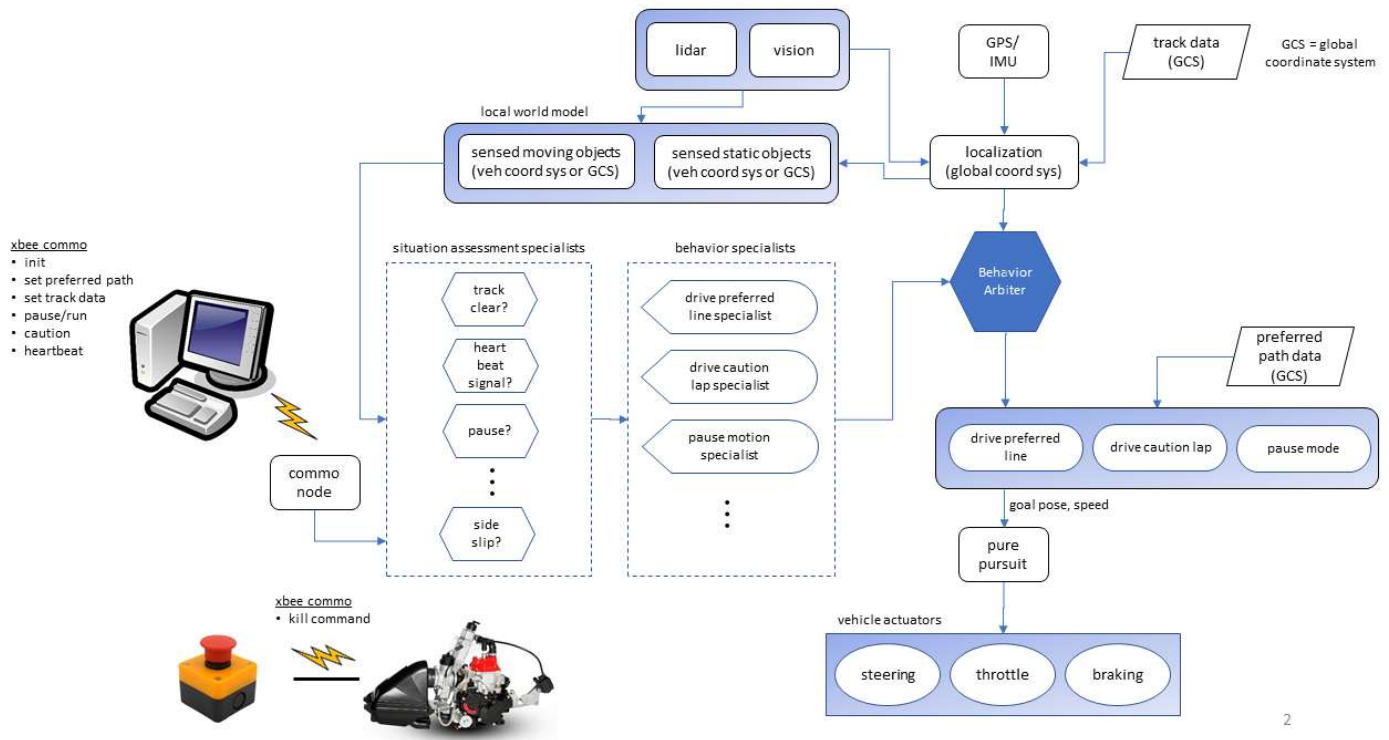 lidar
vision
GPS/
IMU
track data
(GCS)
GCS = global
coordinate system
local world model
sensed moving objects
(veh coord sys or GCS)
sensed static objects
(veh coord sys or GCS)
localization
(global coord sys)
xbee commo
• init
• set preferred path
• set track data
• pause/run
• caution
• heartbeat
situation assessment specialists
behavior specialists
track
clear?
heart
beat
signal?
pause?
side
slip?
drive preferred
line specialist
drive caution
lap specialist
pause motion
specialist
Behavior
Arbiter
preferred
path data
(GCS)
drive preferred
line
drive caution lap
pause mode
commo
node
goal pose, speed
pure
pursuit
xbee commo
• kill command
vehicle actuators
steering
throttle
braking
2